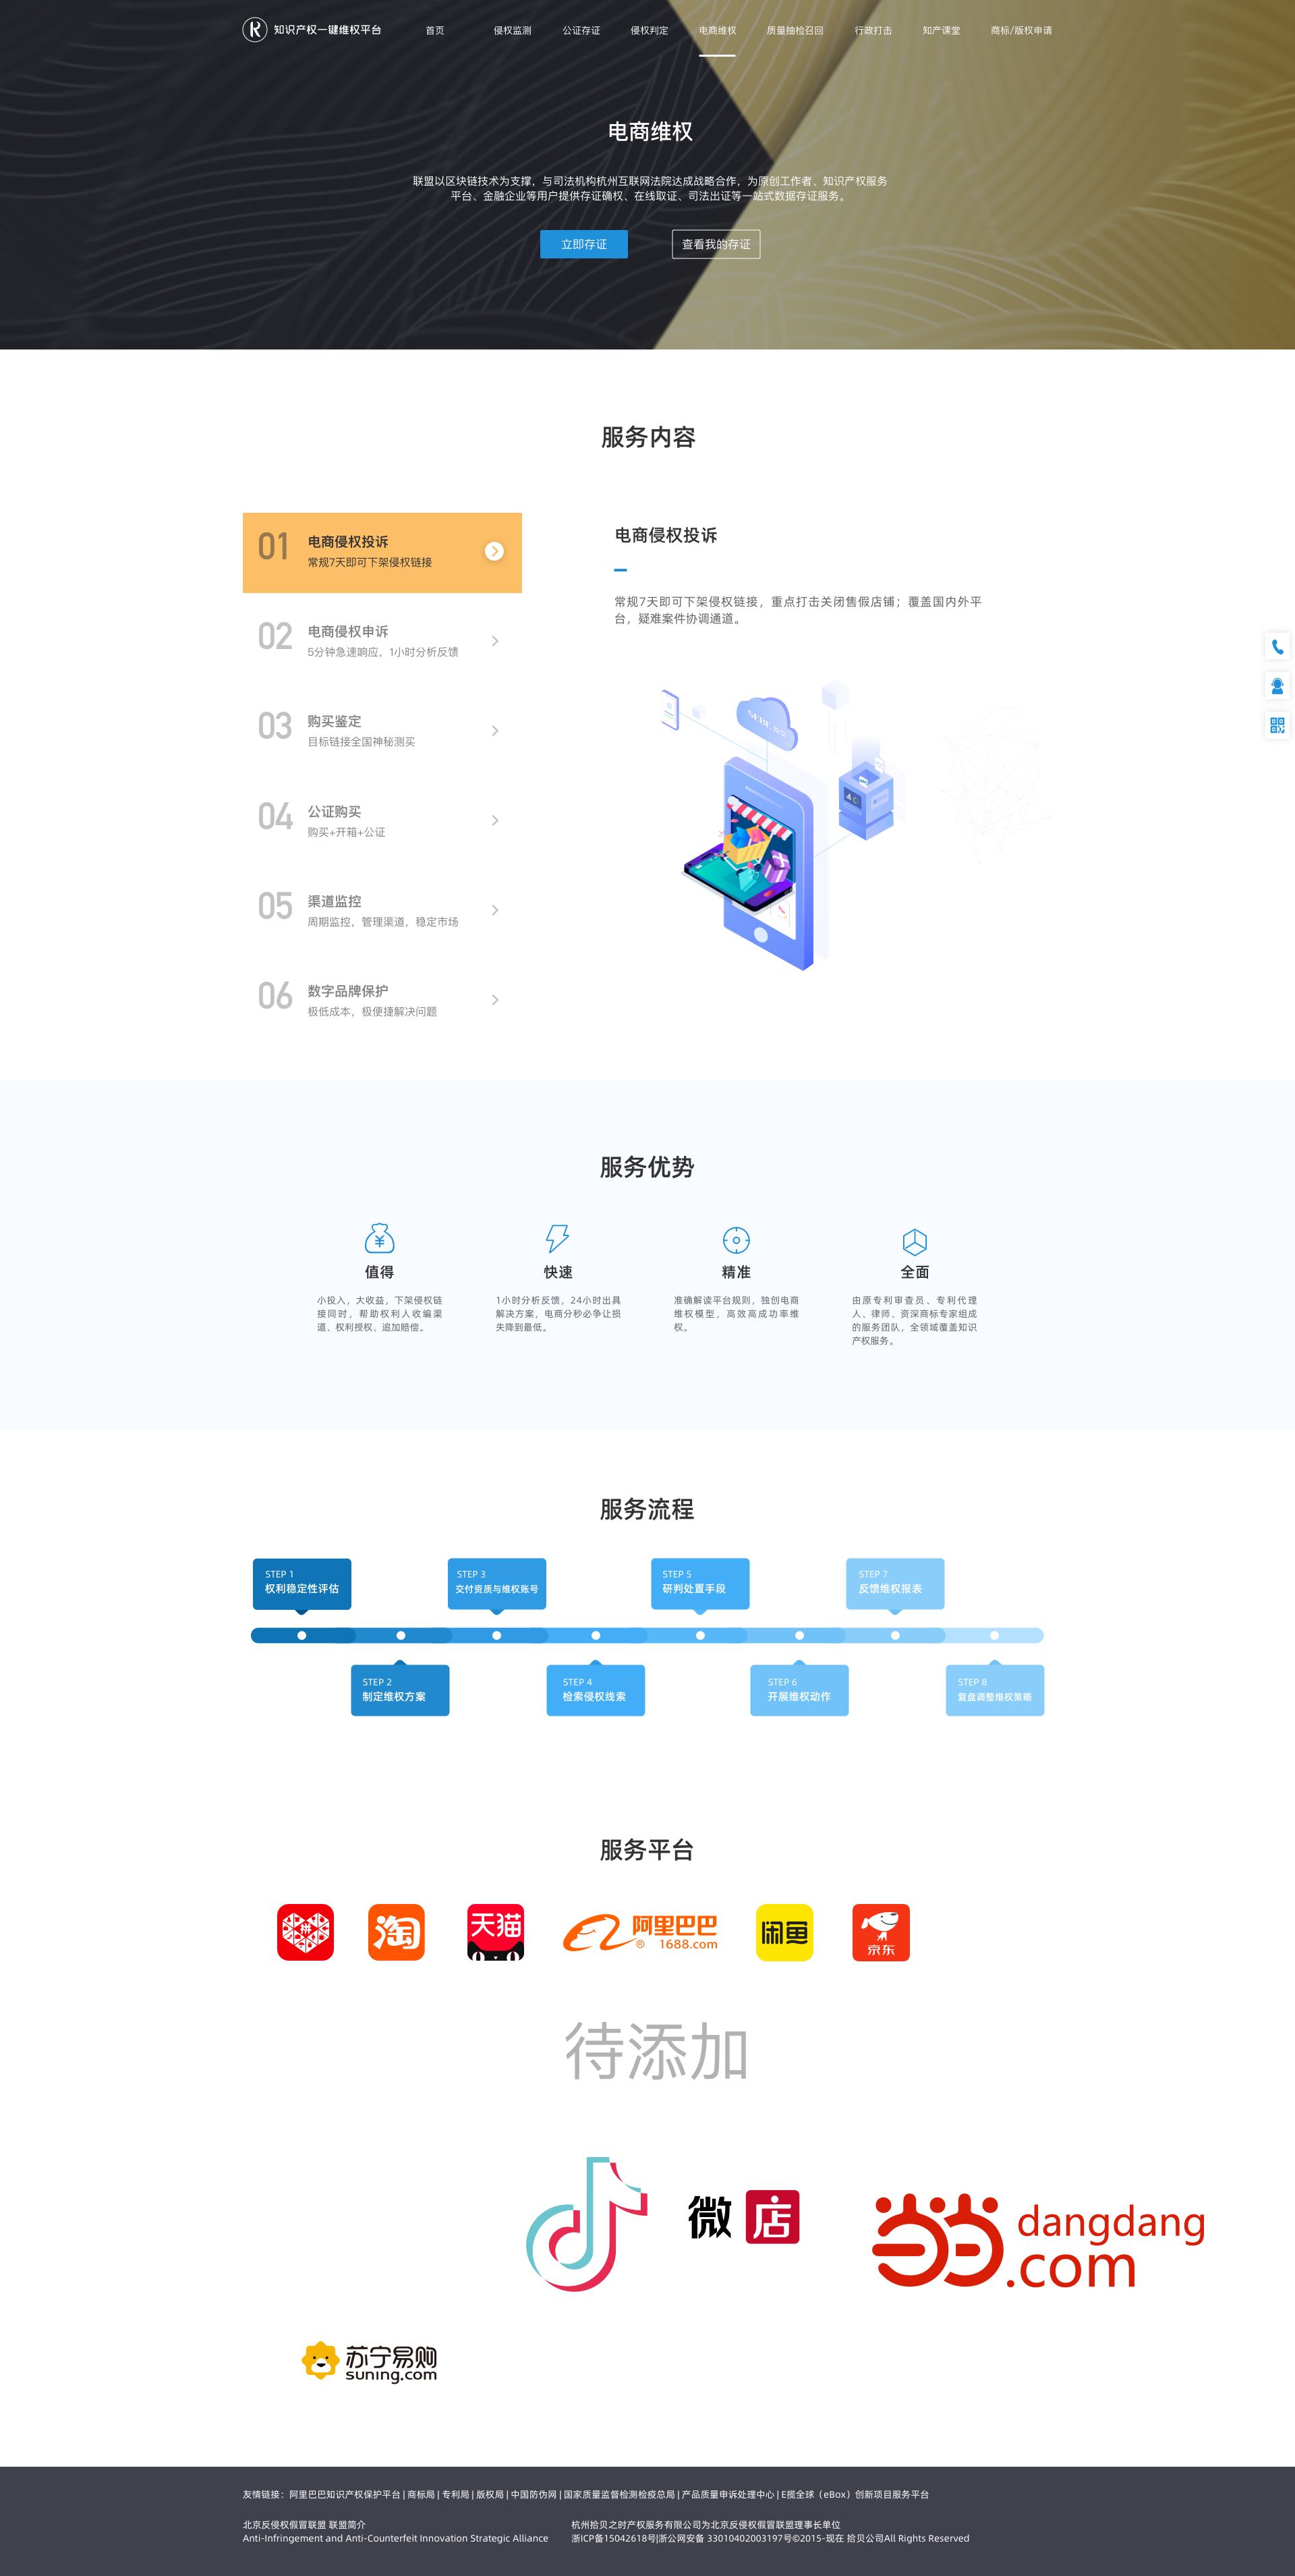 知识产权一键维权平台
首页
侵权监测
公证存证
侵权判定
电商维权
质量抽检召回
行政打击
知产课堂
商标/版权申请
电商维权
联盟以区块链技术为支撑，与司法机构杭州互联网法院达成战略合作，为原创工作者、知识产权服务
平台、金融企业等用户提供存证确权、在线取证、司法出证等一站式数据存证服务。
立即存证
查看我的存证
服务内容
01
电商侵权投诉
常规7天即可下架侵权链接
02
电商侵权申诉
5分钟急速响应，1小时分析反馈
03
购买鉴定
目标链接全国神秘测买
04
公证购买
购买+开箱+公证
05
渠道监控
周期监控，管理渠道，稳定市场
06
数字品牌保护
极低成本，极便捷解决问题
电商侵权投诉
常规7天即可下架侵权链接，重点打击关闭售假店铺；覆盖国内外平
台，疑难案件协调通道。
服务优势
值得
小投入，大收益，下架侵权链
接同时，帮助权利人收编渠
道、权利授权、追加赔偿。
快速
1小时分析反馈，24小时出具
解决方案，电商分秒必争让损
失降到最低。
精准
准确解读平台规则，独创电商
维权模型，高效高成功率维
权。
全面
由原专利审查员、专利代理
人、律师、资深商标专家组成
的服务团队，全领域覆盖知识
产权服务。
服务流程
STEP 1
权利稳定性评估
STEP 3
交付资质与维权账号
STEP 5
研判处置手段
STEP 7
反馈维权报表
STEP 2
制定维权方案
STEP 4
检索侵权线索
STEP 6
开展维权动作
STEP 8
复盘调整维权策略
服务平台
拼
淘
天猫
阿里巴巴
®
1688.com
闲鱼
京东
待添加
微店
当当
dangdang
.com
苏宁易购
suning.com
友情链接：阿里巴巴知识产权保护平台 | 商标局 | 专利局 | 版权局 | 中国防伪网 | 国家质量监督检测检疫总局 | 产品质量申诉处理中心 | E揽全球（eBox）创新项目服务平台
北京反侵权假冒联盟 联盟简介
Anti-Infringement and Anti-Counterfeit Innovation Strategic Alliance
杭州拾贝之时产权服务有限公司为北京反侵权假冒联盟理事长单位
浙ICP备15042618号|浙公网安备 33010402003197号©2015-现在 拾贝公司All Rights Reserved